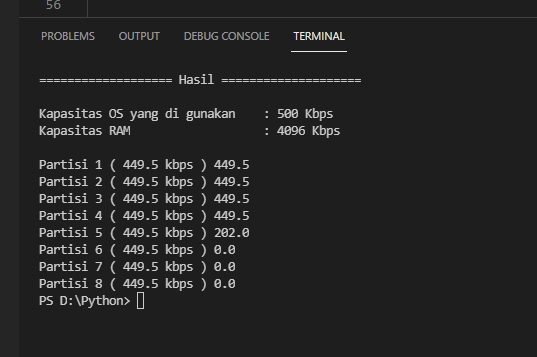 56
PROBLEMS OUTPUT DEBUG CONSOLE TERMINAL
=================== Hasil ====================
Kapasitas OS yang di gunakan    : 500 Kbps
Kapasitas RAM                   : 4096 Kbps
Partisi 1 ( 449.5 kbps ) 449.5
Partisi 2 ( 449.5 kbps ) 449.5
Partisi 3 ( 449.5 kbps ) 449.5
Partisi 4 ( 449.5 kbps ) 449.5
Partisi 5 ( 449.5 kbps ) 202.0
Partisi 6 ( 449.5 kbps ) 0.0
Partisi 7 ( 449.5 kbps ) 0.0
Partisi 8 ( 449.5 kbps ) 0.0
PS D:\Python>